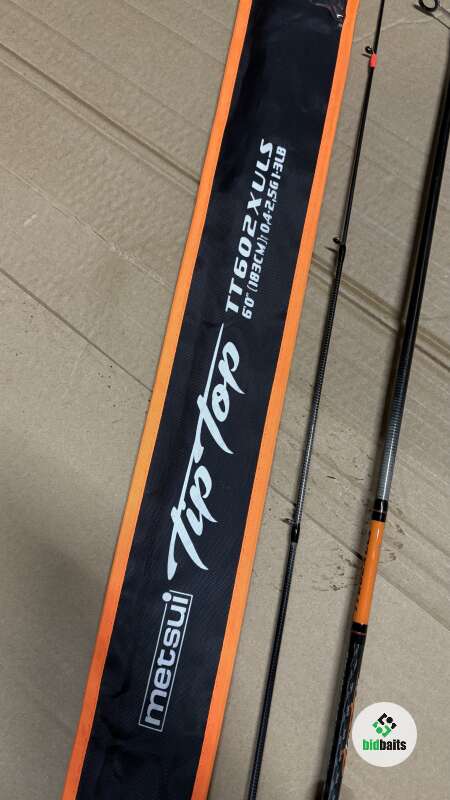 metsui
Tip Top
TT602XULS
6'0" (183CM) 0,4-2,5G 1-3LB
bidbaits